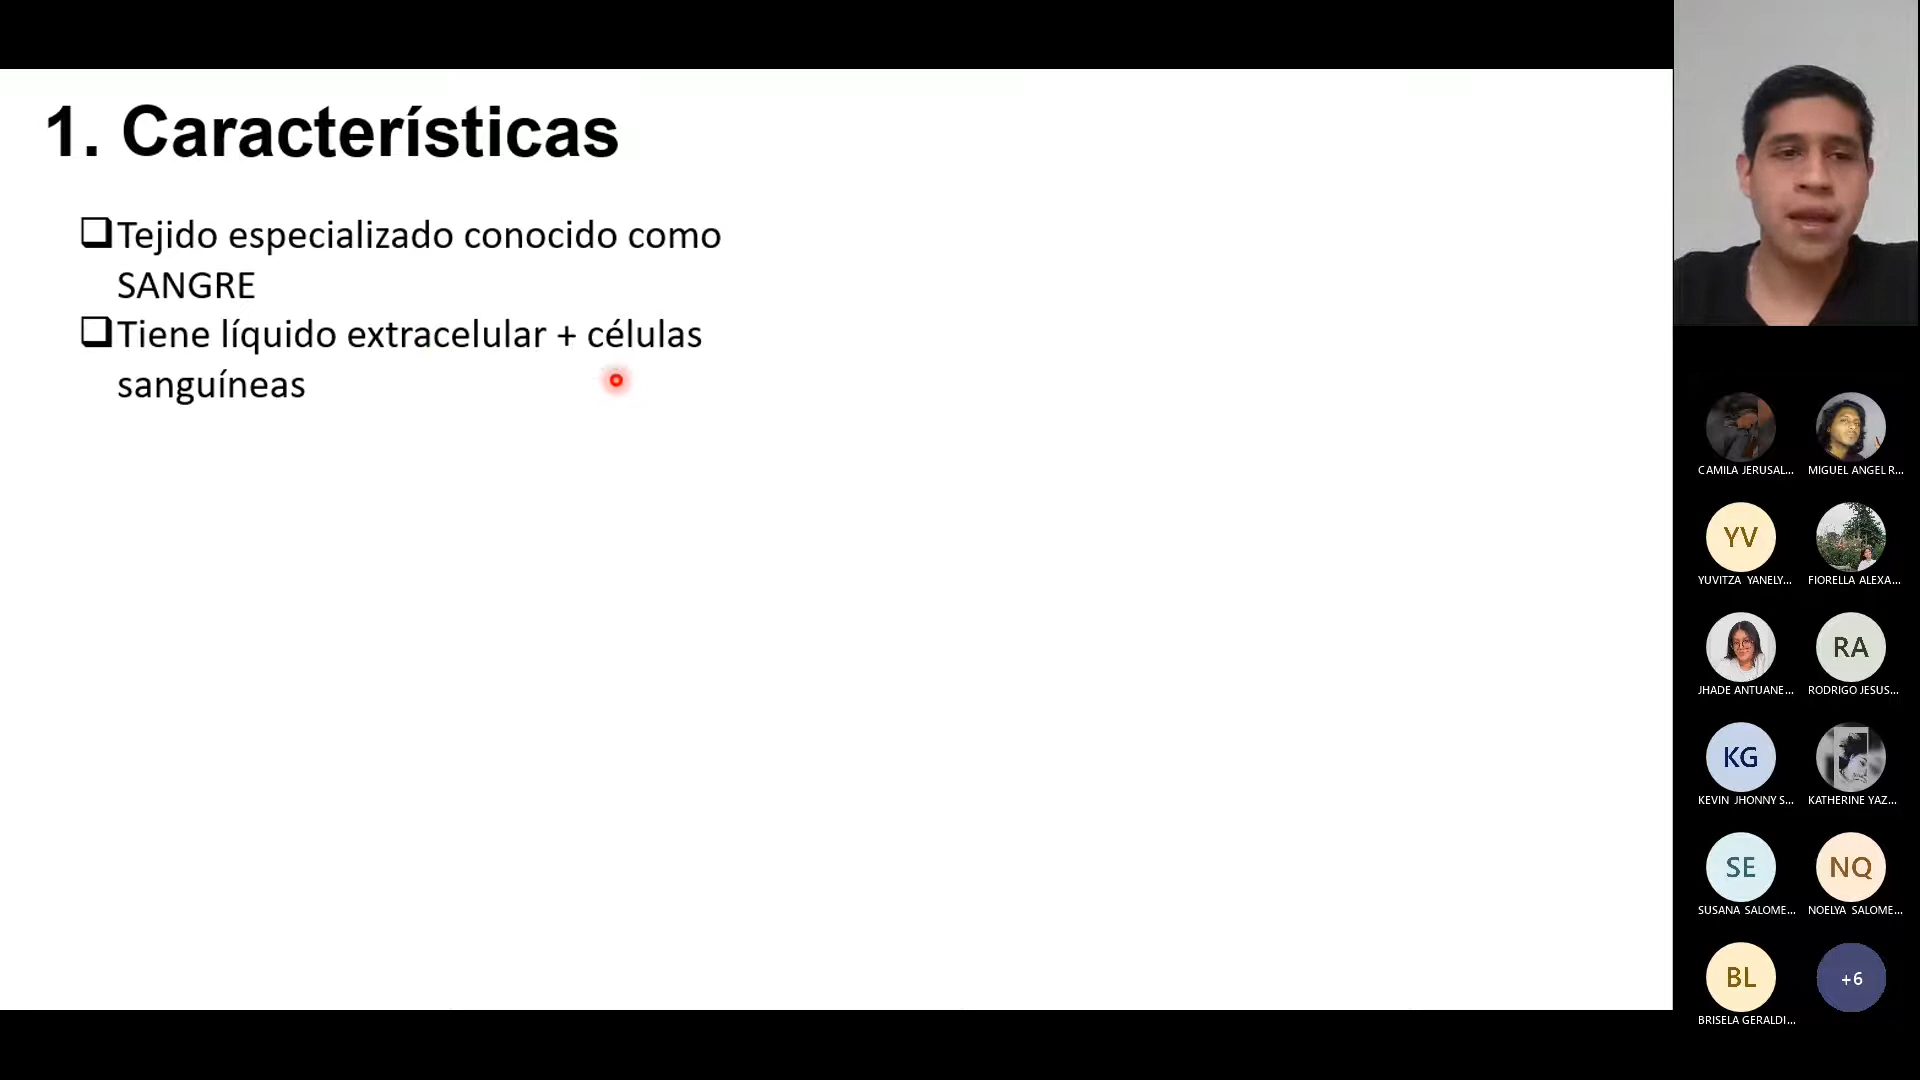 1. Características
Tejido especializado conocido como
SANGRE
Tiene líquido extracelular + células
sanguíneas
CAMILA JERUSAL...
MIGUEL ANGEL R...
YV
YUVITZA YANELY...
FIORELLA ALEXA...
JHADE ANTUANE...
RA
RODRIGO JESUS...
KG
KEVIN JHONNY S...
KATHERINE YAZ...
SE
SUSANA SALOME...
NQ
NOELYA SALOME...
BL
BRISELA GERALDI...
+6